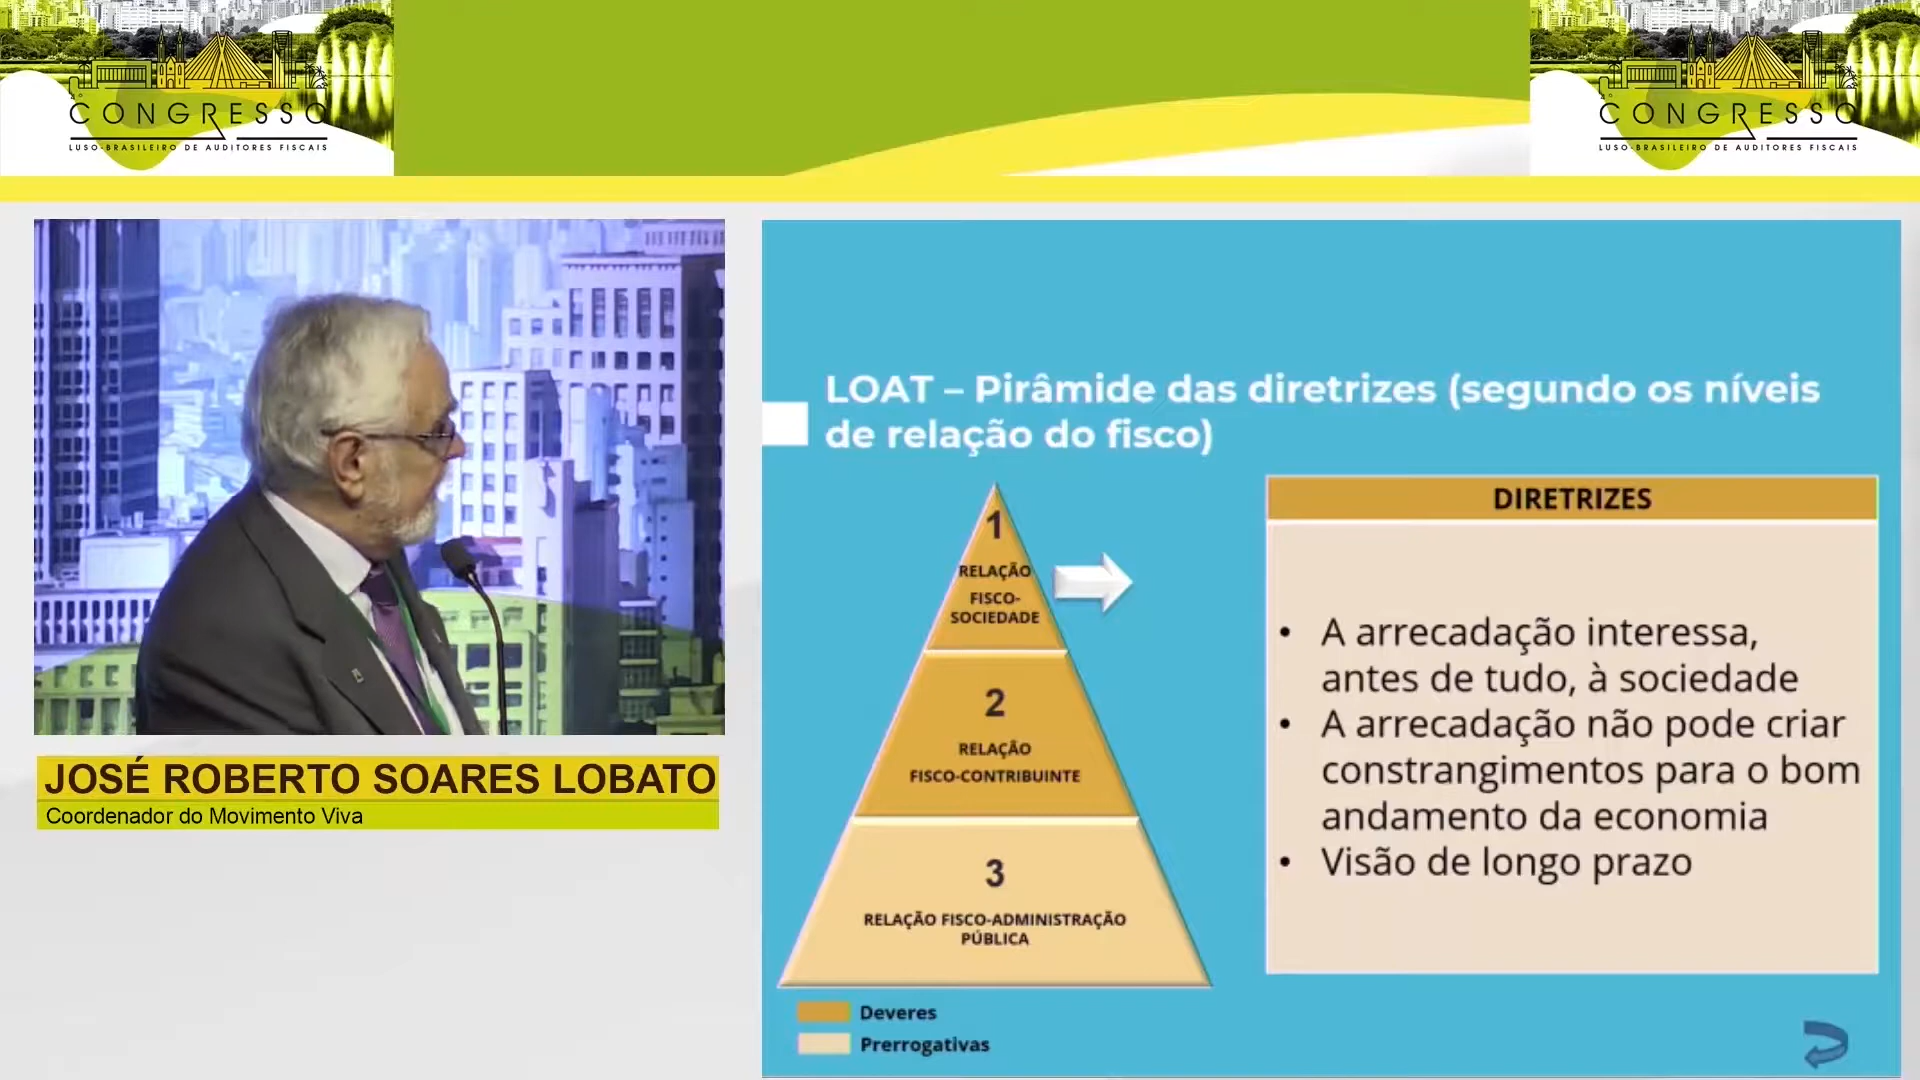 CONGRESSO
LUSO-BRASILEIRO DE AUDITORES FISCAIS
CONGRESSO
LUSO-BRASILEIRO DE AUDITORES FISCAIS
JOSÉ ROBERTO SOARES LOBATO
Coordenador do Movimento Viva
LOAT – Pirâmide das diretrizes (segundo os níveis
de relação do fisco)
1
RELAÇÃO
FISCO-
SOCIEDADE
2
RELAÇÃO
FISCO-CONTRIBUINTE
3
RELAÇÃO FISCO-ADMINISTRAÇÃO
PÚBLICA
Deveres
Prerrogativas
DIRETRIZES
• A arrecadação interessa,
antes de tudo, à sociedade
• A arrecadação não pode criar
constrangimentos para o bom
andamento da economia
• Visão de longo prazo